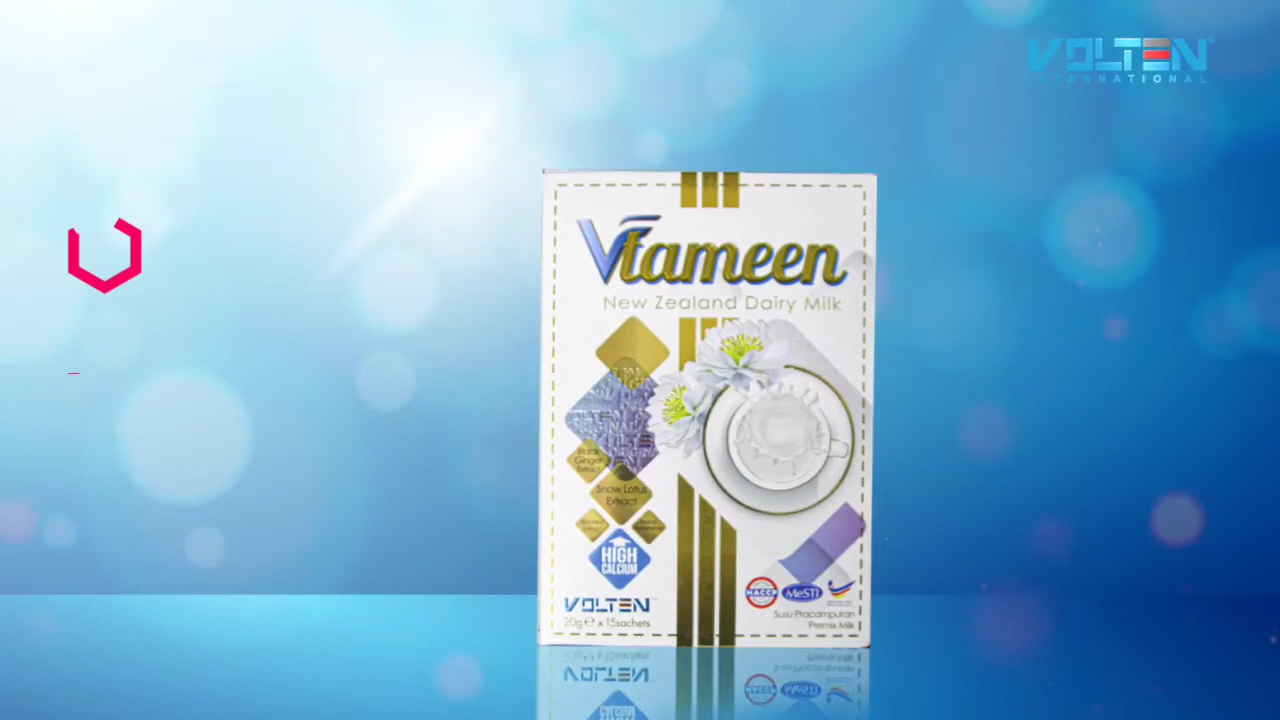 VOLTEN
INTERNATIONAL
Vtameen
New Zealand Dairy Milk
Black
Ginger
Extract
Snow Lotus
Extract
HIGH
CALCIUM
VOLTEN
20g e x 15sachets
HACCP
MeSTI
Susu Pracampuran
Premix Milk